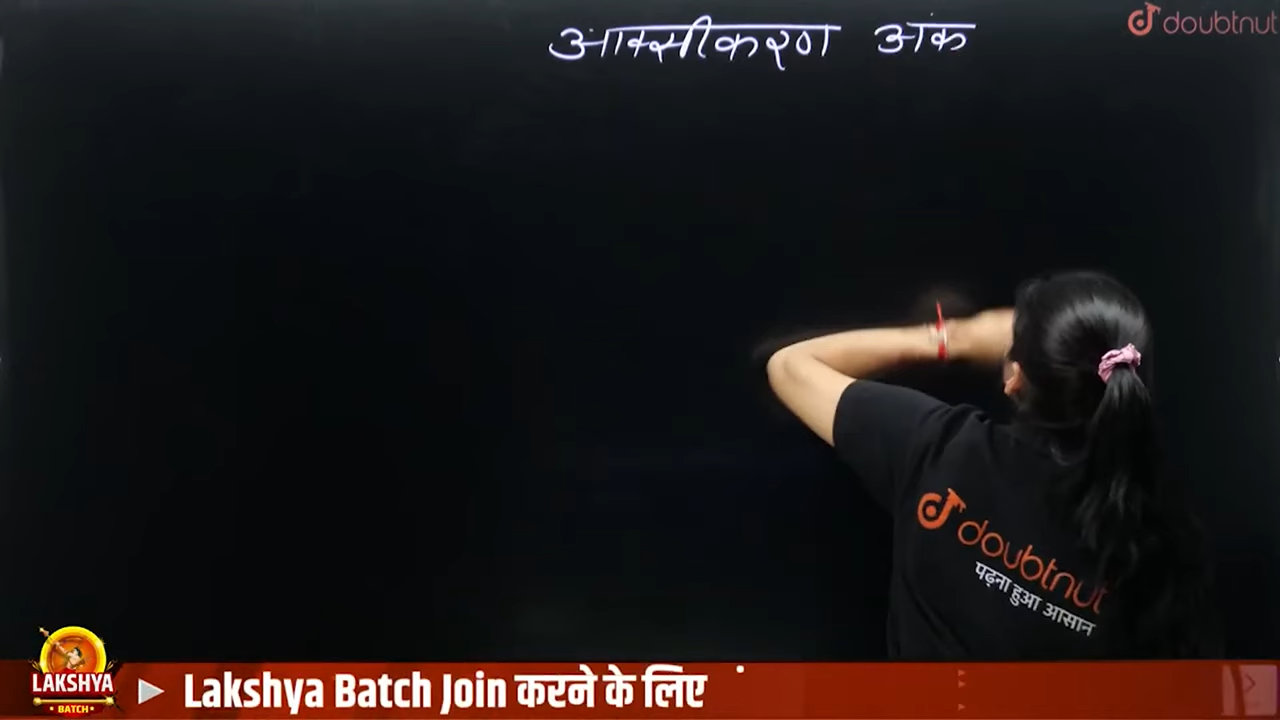 आक्सीकरण अंक
doubtnut
doubtnut
पढ़ना हुआ आसान
LAKSHYA
BATCH
Lakshya Batch Join करने के लिए